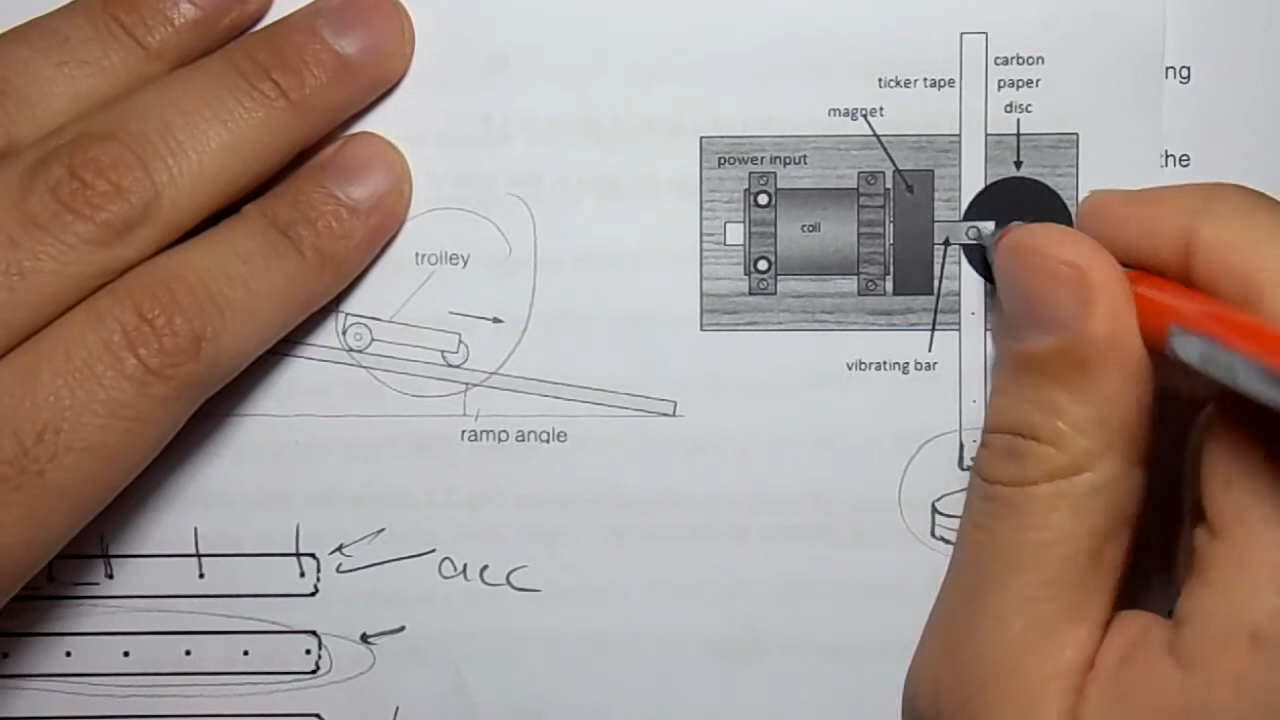 ng
the
carbon
paper
disc
ticker tape
magnet
power input
coil
vibrating bar
trolley
ramp angle
acc